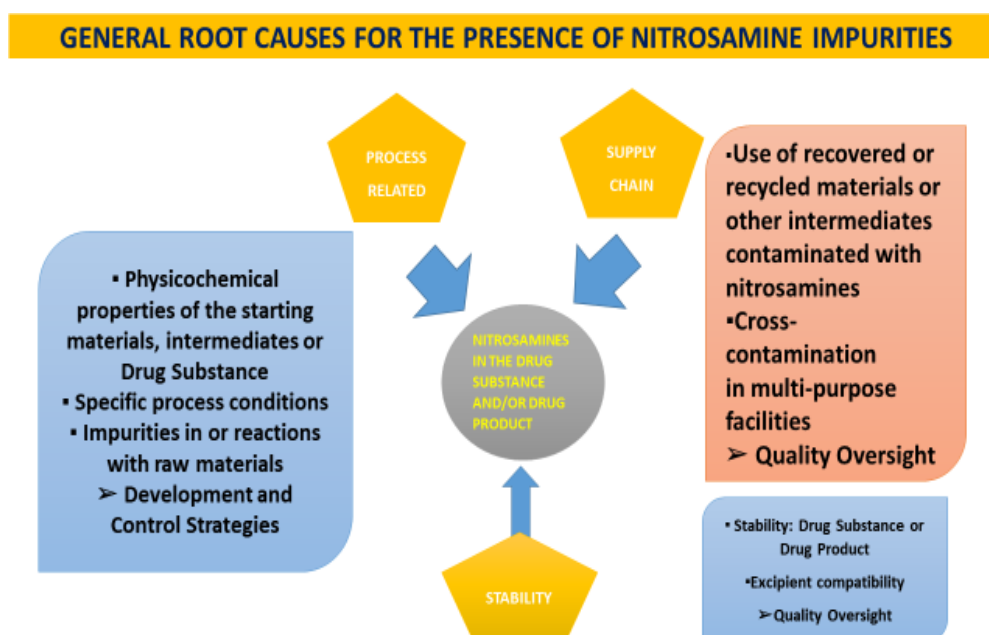 GENERAL ROOT CAUSES FOR THE PRESENCE OF NITROSAMINE IMPURITIES
PROCESS
RELATED
SUPPLY
CHAIN
▪Use of recovered or
recycled materials or
other intermediates
contaminated with
nitrosamines
▪Cross-
contamination
in multi-purpose
facilities
➢ Quality Oversight
▪ Physicochemical
properties of the starting
materials, intermediates or
Drug Substance
▪ Specific process conditions
▪ Impurities in or reactions
with raw materials
➢ Development and
Control Strategies
NITROSAMINES
IN THE DRUG
SUBSTANCE
AND/OR DRUG
PRODUCT
▪ Stability: Drug Substance or
Drug Product
▪Excipient compatibility
➢Quality Oversight
STABILITY